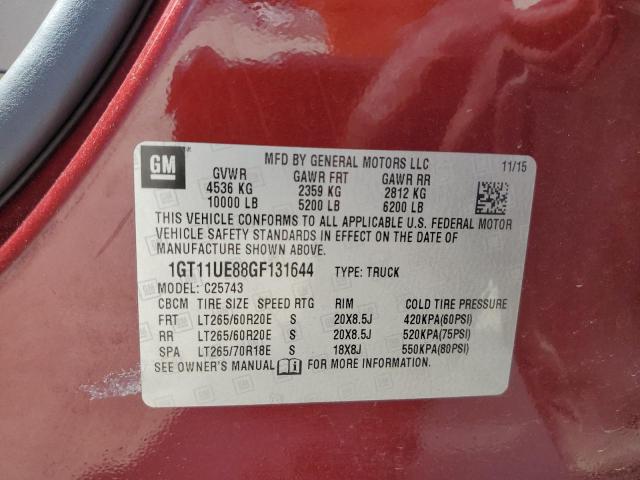 GM
MFD BY GENERAL MOTORS LLC 11/15
GVWR GAWR FRT GAWR RR
4536 KG 2359 KG 2812 KG
10000 LB 5200 LB 6200 LB
THIS VEHICLE CONFORMS TO ALL APPLICABLE U.S. FEDERAL MOTOR
VEHICLE SAFETY STANDARDS IN EFFECT ON THE DATE OF
MANUFACTURE SHOWN ABOVE.
1GT11UE88GF131644 TYPE: TRUCK
MODEL: C25743
CBCM TIRE SIZE SPEED RTG RIM COLD TIRE PRESSURE
FRT LT265/60R20E S 20X8.5J 420KPA(60PSI)
RR LT265/60R20E S 20X8.5J 520KPA(75PSI)
SPA LT265/70R18E S 18X8J 550KPA(80PSI)
SEE OWNER'S MANUAL FOR MORE INFORMATION